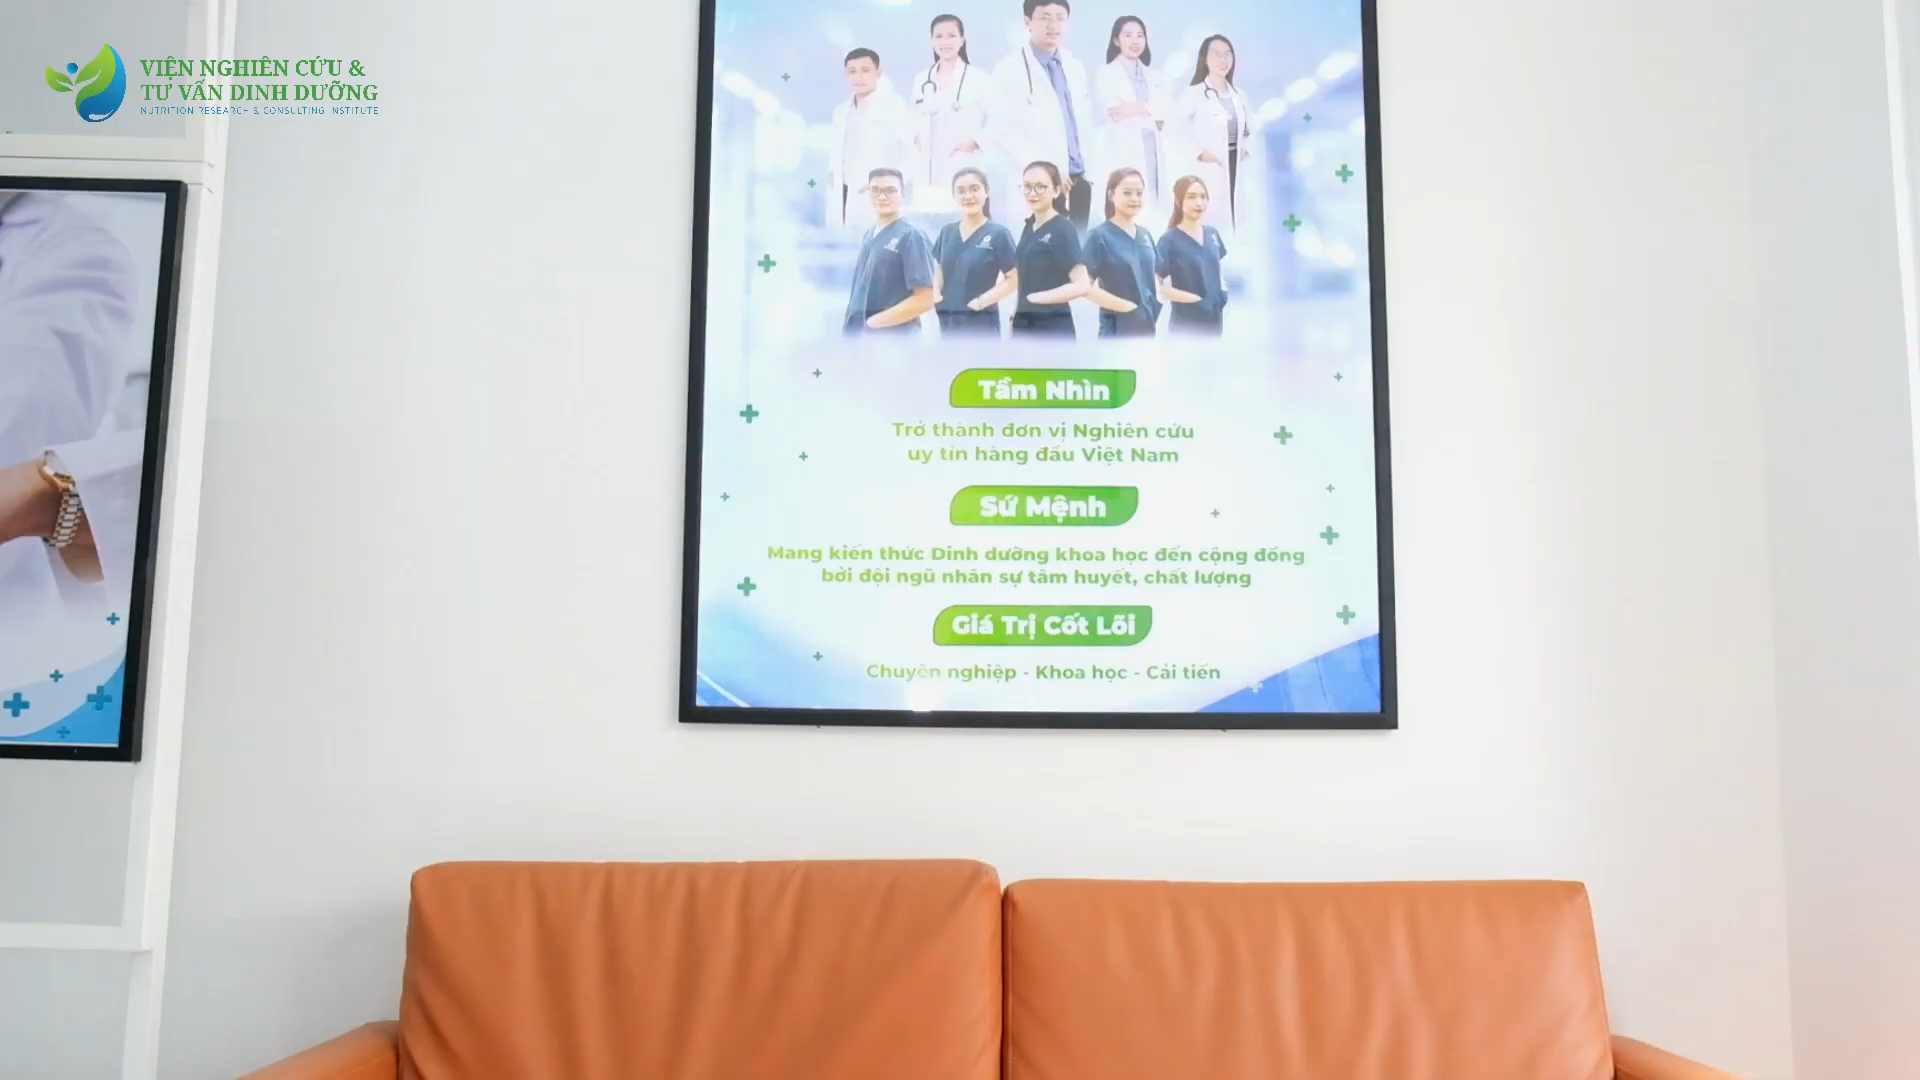 VIỆN NGHIÊN CỨU &
TƯ VẤN DINH DƯỠNG
NUTRITION RESEARCH & CONSULTING INSTITUTE
Tầm Nhìn
Trở thành đơn vị Nghiên cứu
uy tín hàng đầu Việt Nam
Sứ Mệnh
Mang kiến thức Dinh dưỡng khoa học đến cộng đồng
bởi đội ngũ nhân sự tâm huyết, chất lượng
Giá Trị Cốt Lõi
Chuyên nghiệp - Khoa học - Cải tiến